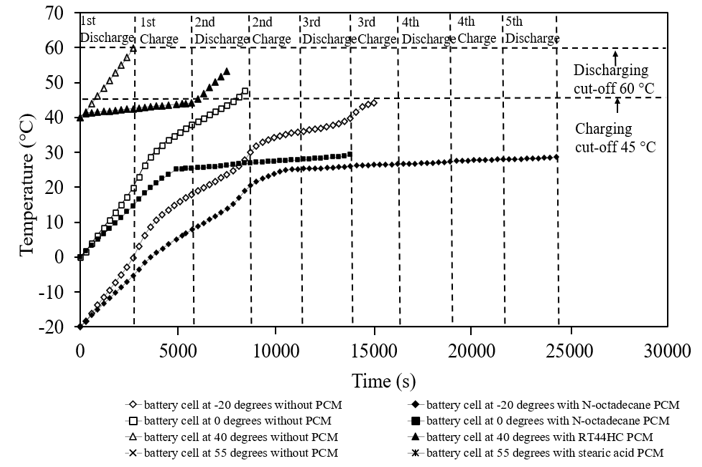 70
60
50
40
30
20
10
0
-10
-20
Temperature (°C)
1st
Discharge
1st
Charge
2nd
Discharge
2nd
Charge
3rd
Discharge
3rd
Charge
4th
Discharge
4th
Charge
5th
Discharge
Discharging
cut-off 60 °C
Charging
cut-off 45 °C
0 5000 10000 15000 20000 25000 30000
Time (s)
battery cell at -20 degrees without PCM
battery cell at -20 degrees with N-octadecane PCM
battery cell at 0 degrees without PCM
battery cell at 0 degrees with N-octadecane PCM
battery cell at 40 degrees without PCM
battery cell at 40 degrees with RT44HC PCM
battery cell at 55 degrees without PCM
battery cell at 55 degrees with stearic acid PCM